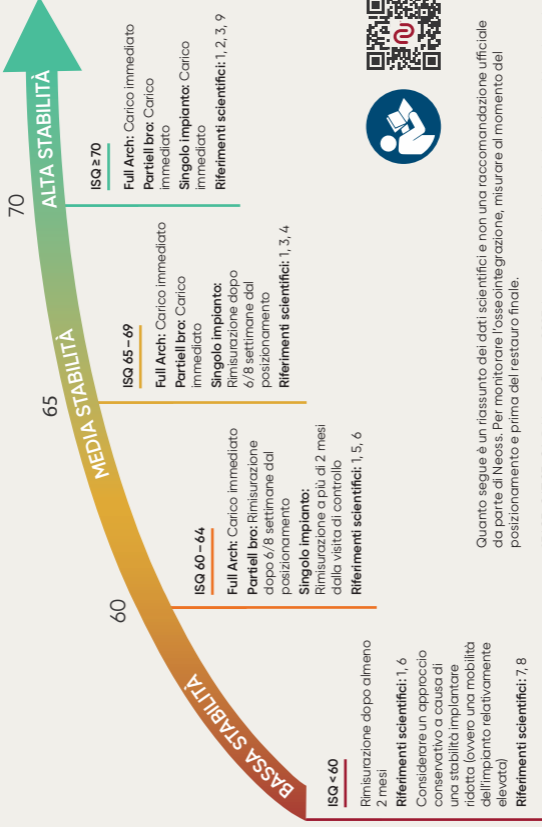 BASSA STABILITÀ
60
MEDIA STABILITÀ
65
ALTA STABILITÀ
70
ISQ < 60
Rimisurazione dopo almeno
2 mesi
Riferimenti scientifici: 1, 6
Considerare un approccio
conservativo a causa di
una stabilità implantare
ridotta (ovvero una mobilità
dell'impianto relativamente
elevata)
Riferimenti scientifici: 7, 8
ISQ 60 – 64
Full Arch: Carico immediato
Partiell bro: Rimisurazione
dopo 6/8 settimane dal
posizionamento
Singolo impianto:
Rimisurazione a più di 2 mesi
dalla visita di controllo
Riferimenti scientifici: 1, 5, 6
ISQ 65 – 69
Full Arch: Carico immediato
Partiell bro: Carico
immediato
Singolo impianto:
Rimisurazione dopo
6/8 settimane dal
posizionamento
Riferimenti scientifici: 1, 3, 4
ISQ ≥ 70
Full Arch: Carico immediato
Partiell bro: Carico
immediato
Singolo impianto: Carico
immediato
Riferimenti scientifici: 1, 2, 3, 9
Quanto segue è un riassunto dei dati scientifici e non una raccomandazione ufficiale
da parte di Neoss. Per monitorare l'osseointegrazione, misurare al momento del
posizionamento e prima del restauro finale.